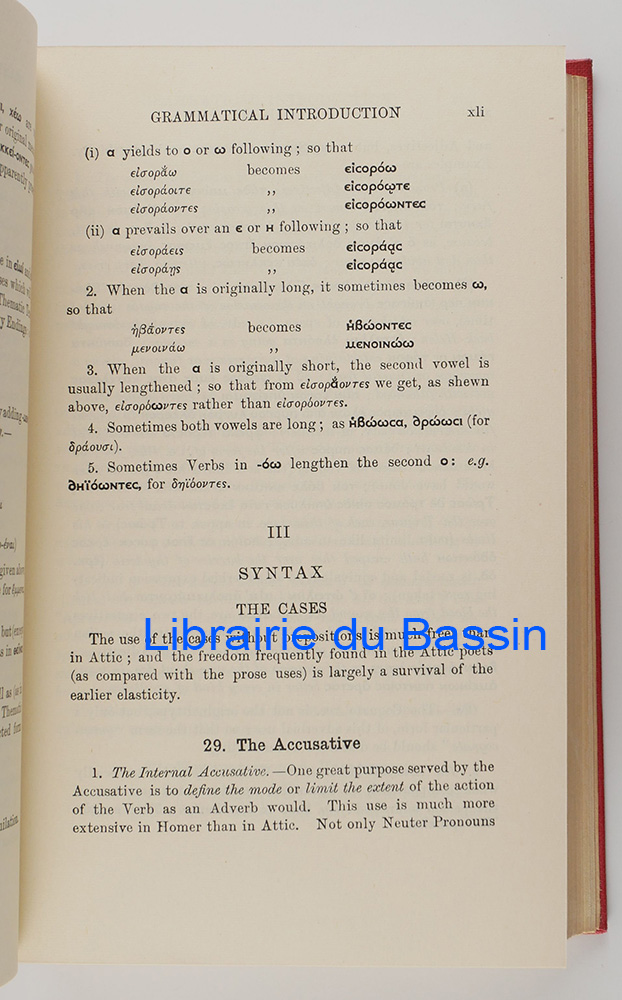 GRAMMATICAL INTRODUCTION xli
(i) α yields to ο or ω following ; so that
εἰσοράω becomes εἰσορόω
εἰσοράοιτε ,, εἰσορόῳτε
εἰσοράοντες ,, εἰσορόωντες
(ii) α prevails over an ε or η following ; so that
εἰσοράεις becomes εἰσοράᾳς
εἰσοράῃς ,, εἰσοράᾳς
2. When the α is originally long, it sometimes becomes ω,
so that
ἡβάοντες becomes ἡβώοντες
μενοινάω ,, μενοινώω
3. When the α is originally short, the second vowel is
usually lengthened ; so that from εἰσορᾰ́οντες we get, as shewn
above, εἰσορόωντες rather than εἰσορόοντες.
4. Sometimes both vowels are long ; as ἡβώωσα, δρώωσι (for
δράουσι).
5. Sometimes Verbs in -όω lengthen the second ο : e.g.
δηϊόωντες, for δηϊόοντες.
III
SYNTAX
THE CASES
The use of the cases without prepositions is much freer than
Librairie du Bassin
in Attic ; and the freedom frequently found in the Attic poets
(as compared with the prose uses) is largely a survival of the
earlier elasticity.
29. The Accusative
1. The Internal Accusative.—One great purpose served by the
Accusative is to define the mode or limit the extent of the action
of the Verb as an Adverb would. This use is much more
extensive in Homer than in Attic. Not only Neuter Pronouns